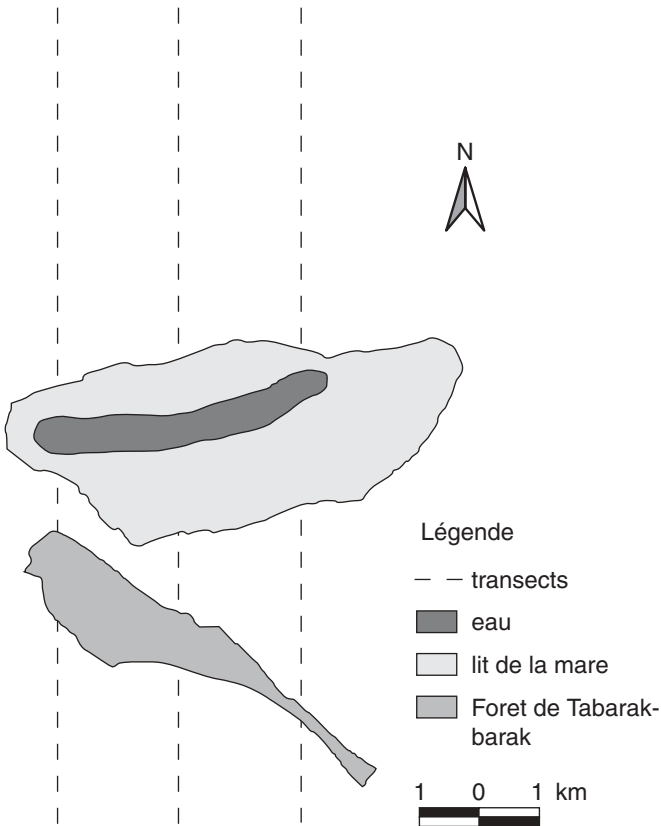 N
Légende
transects
eau
lit de la mare
Foret de Tabarak-
barak
1 0 1 km